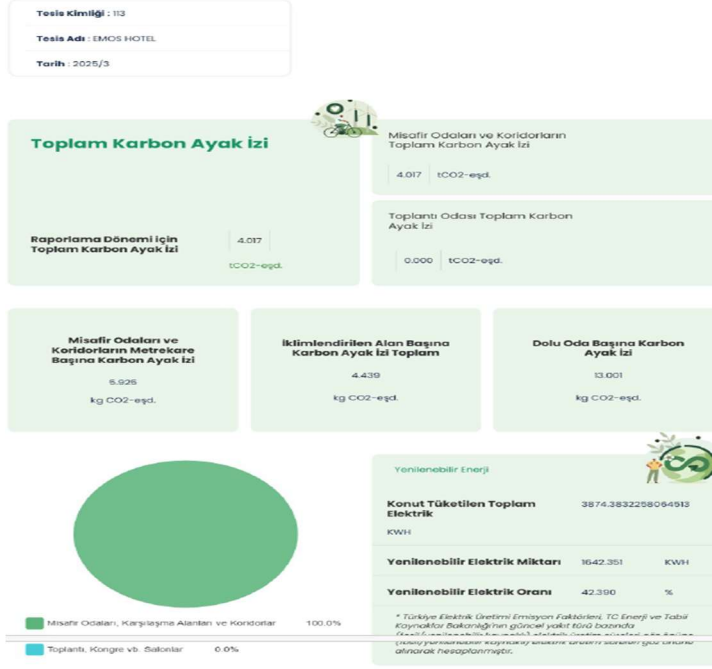 Tesis Kimliği : 113
Tesis Adı : EMOS HOTEL
Tarih : 2025/3
Toplam Karbon Ayak İzi
Raporlama Dönemi için
Toplam Karbon Ayak İzi
4.017
tCO2-eşd.
Misafir Odaları ve Koridorların
Toplam Karbon Ayak İzi
4.017 tCO2-eşd.
Toplantı Odası Toplam Karbon
Ayak İzi
0.000 tCO2-eşd.
Misafir Odaları ve
Koridorların Metrekare
Başına Karbon Ayak İzi
5.925
kg CO2-eşd.
İklimlendirilen Alan Başına
Karbon Ayak İzi Toplam
4.439
kg CO2-eşd.
Dolu Oda Başına Karbon
Ayak İzi
13.001
kg CO2-eşd.
Misafir Odaları, Karşılaşma Alanları ve Koridorlar 100.0%
Toplantı, Kongre vb. Salonlar 0.0%
Yenilenebilir Enerji
Konut Tüketilen Toplam
Elektrik
3874.3832258064513
KWH
Yenilenebilir Elektrik Miktarı 1642.351 KWH
Yenilenebilir Elektrik Oranı 42.390 %
* Türkiye Elektrik Üretimi Emisyon Faktörleri, TC Enerji ve Tabii
Kaynaklar Bakanlığı'nın güncel yakıt türü bazında
alınarak hesaplanmıştır.